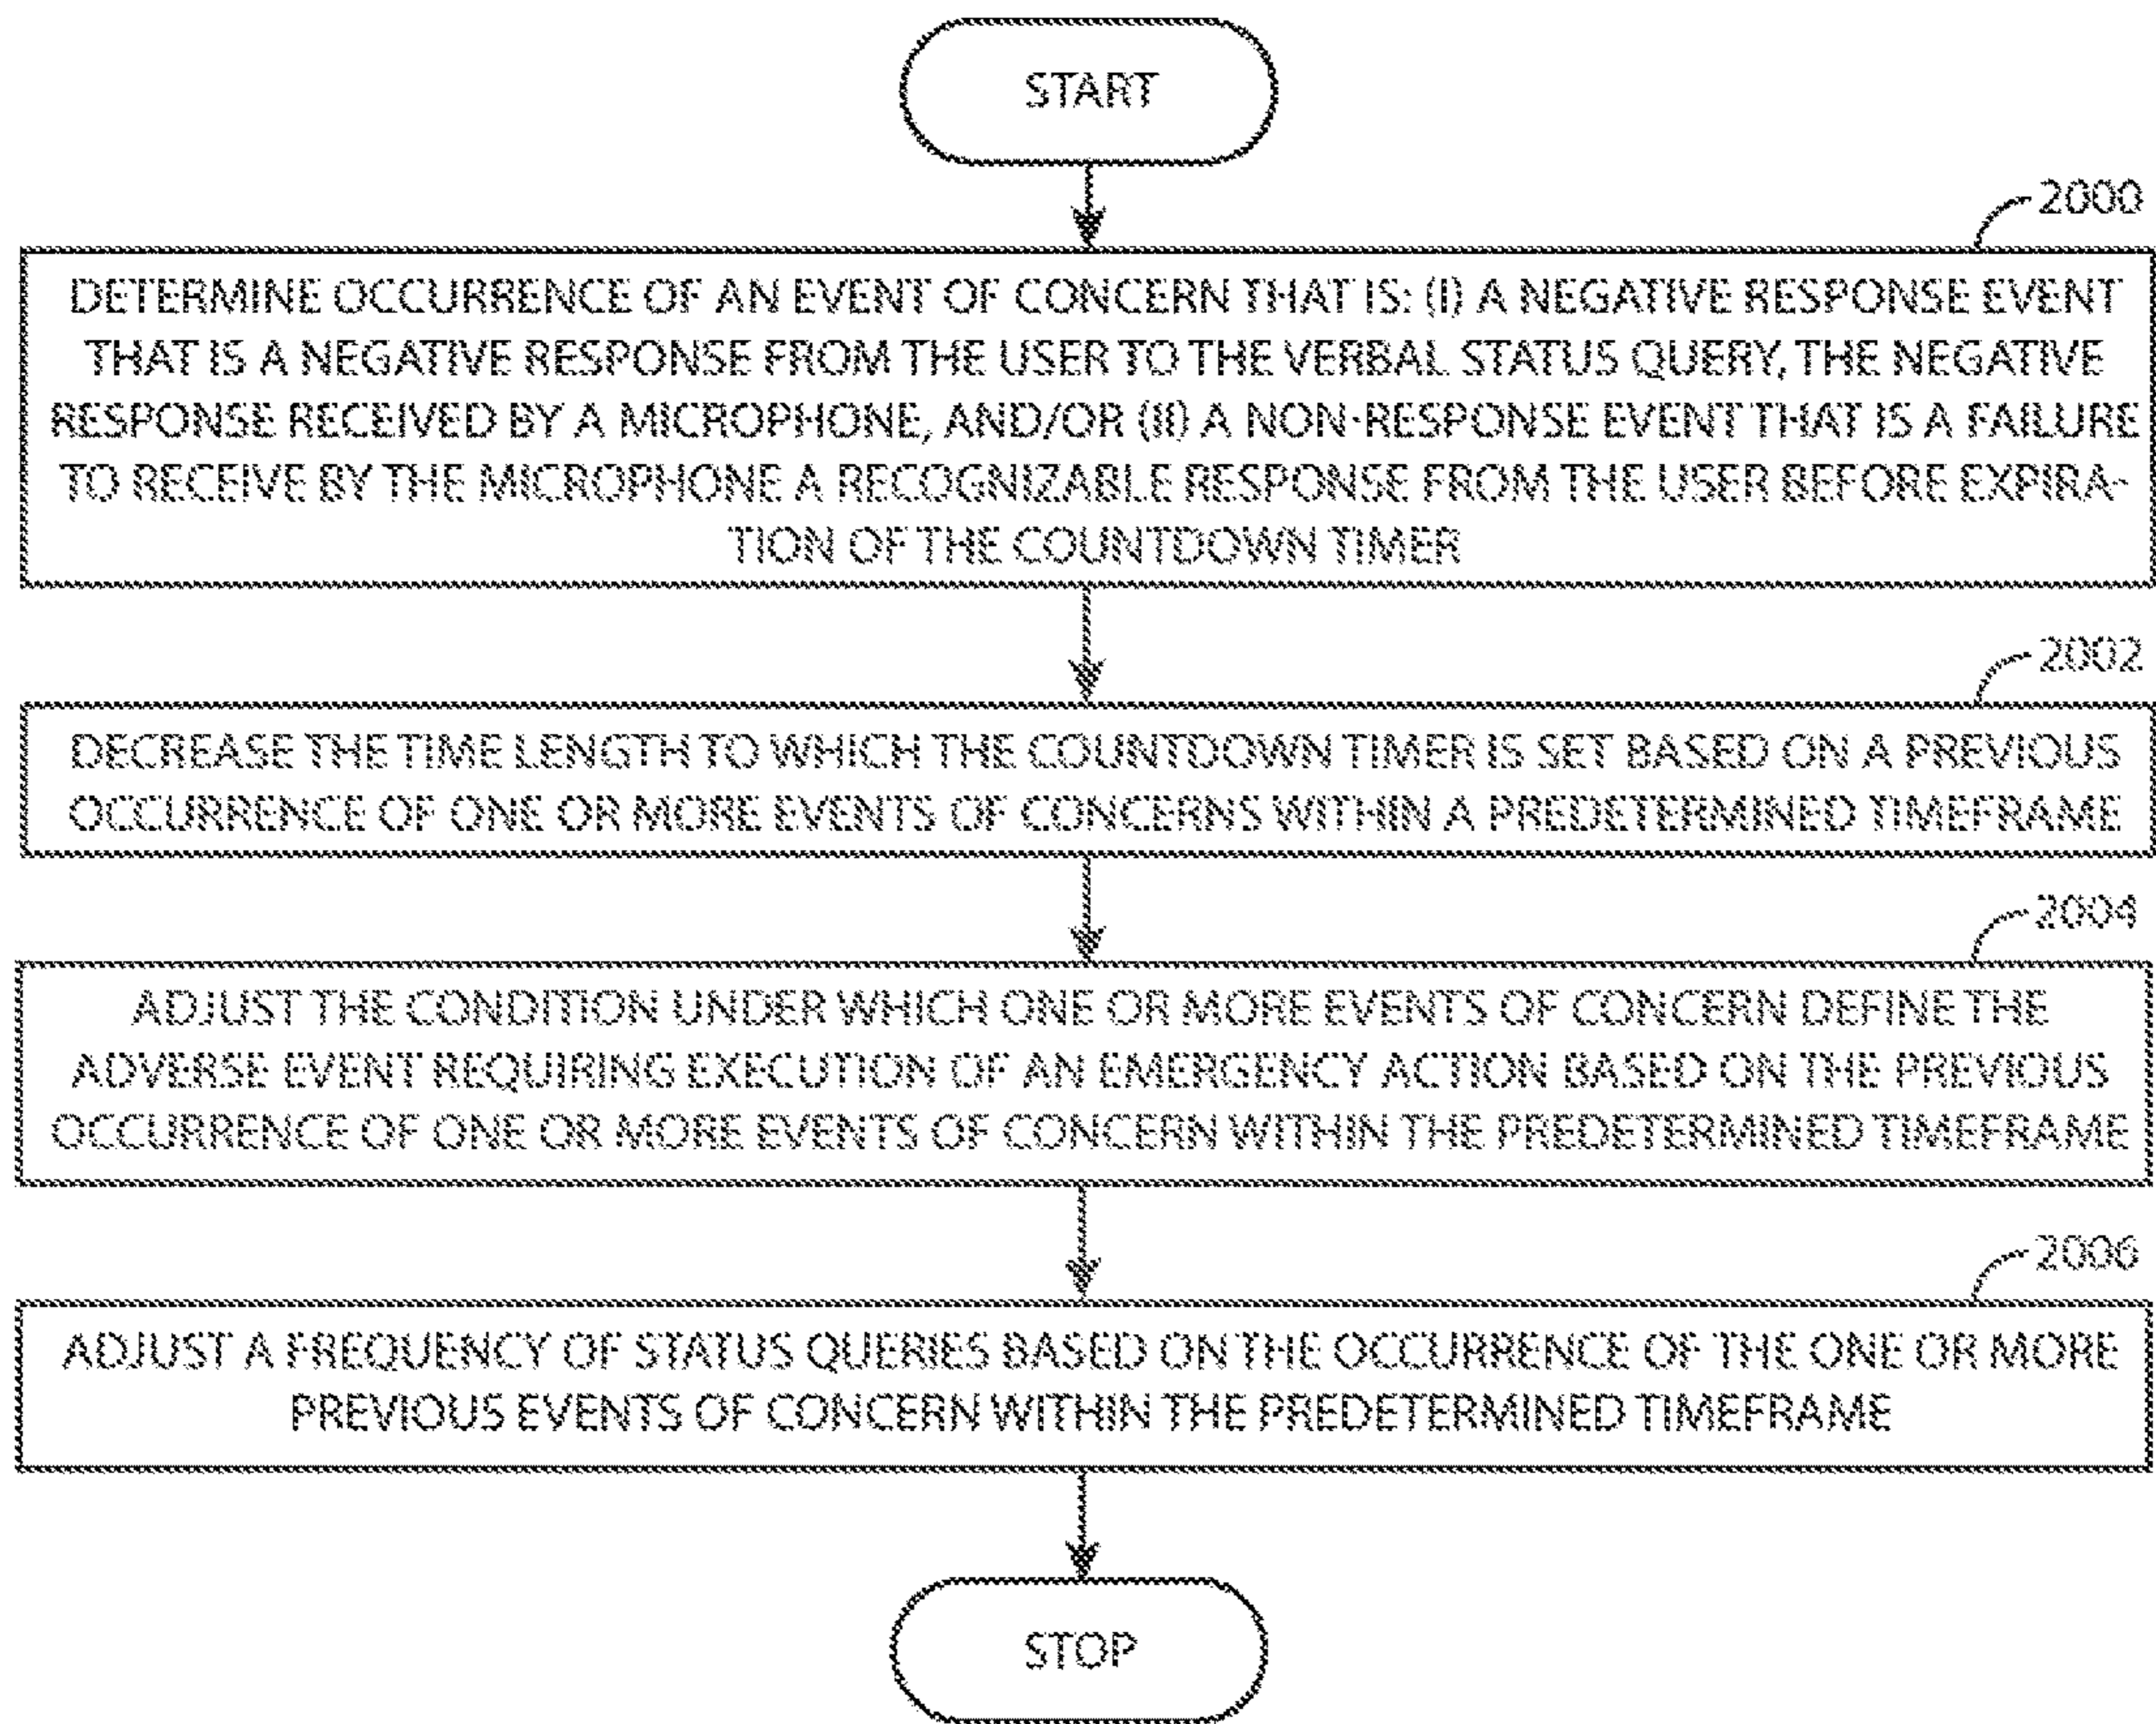 START
2000
DETERMINE OCCURRENCE OF AN EVENT OF CONCERN THAT IS: (I) A NEGATIVE RESPONSE EVENT
THAT IS A NEGATIVE RESPONSE FROM THE USER TO THE VERBAL STATUS QUERY, THE NEGATIVE
RESPONSE RECEIVED BY A MICROPHONE, AND/OR (II) A NON-RESPONSE EVENT THAT IS A FAILURE
TO RECEIVE BY THE MICROPHONE A RECOGNIZABLE RESPONSE FROM THE USER BEFORE EXPIRA-
TION OF THE COUNTDOWN TIMER
2002
DECREASE THE TIME LENGTH TO WHICH THE COUNTDOWN TIMER IS SET BASED ON A PREVIOUS
OCCURRENCE OF ONE OR MORE EVENTS OF CONCERNS WITHIN A PREDETERMINED TIMEFRAME
2004
ADJUST THE CONDITION UNDER WHICH ONE OR MORE EVENTS OF CONCERN DEFINE THE
ADVERSE EVENT REQUIRING EXECUTION OF AN EMERGENCY ACTION BASED ON THE PREVIOUS
OCCURRENCE OF ONE OR MORE EVENTS OF CONCERN WITHIN THE PREDETERMINED TIMEFRAME
2006
ADJUST A FREQUENCY OF STATUS QUERIES BASED ON THE OCCURRENCE OF THE ONE OR MORE
PREVIOUS EVENTS OF CONCERN WITHIN THE PREDETERMINED TIMEFRAME
STOP